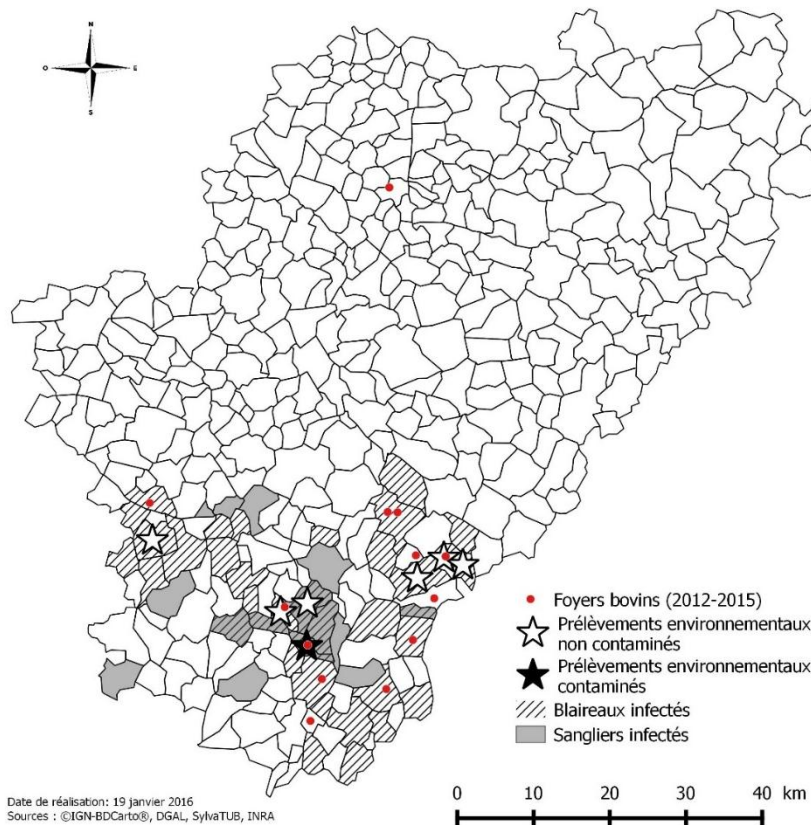 N
O E
S
Foyers bovins (2012-2015)
Prélèvements environnementaux
non contaminés
Prélèvements environnementaux
contaminés
Blaireaux infectés
Sangliers infectés
0 10 20 30 40 km
Date de réalisation: 19 janvier 2016
Sources : ©IGN-BDCarto®, DGAL, SylvaTUB, INRA